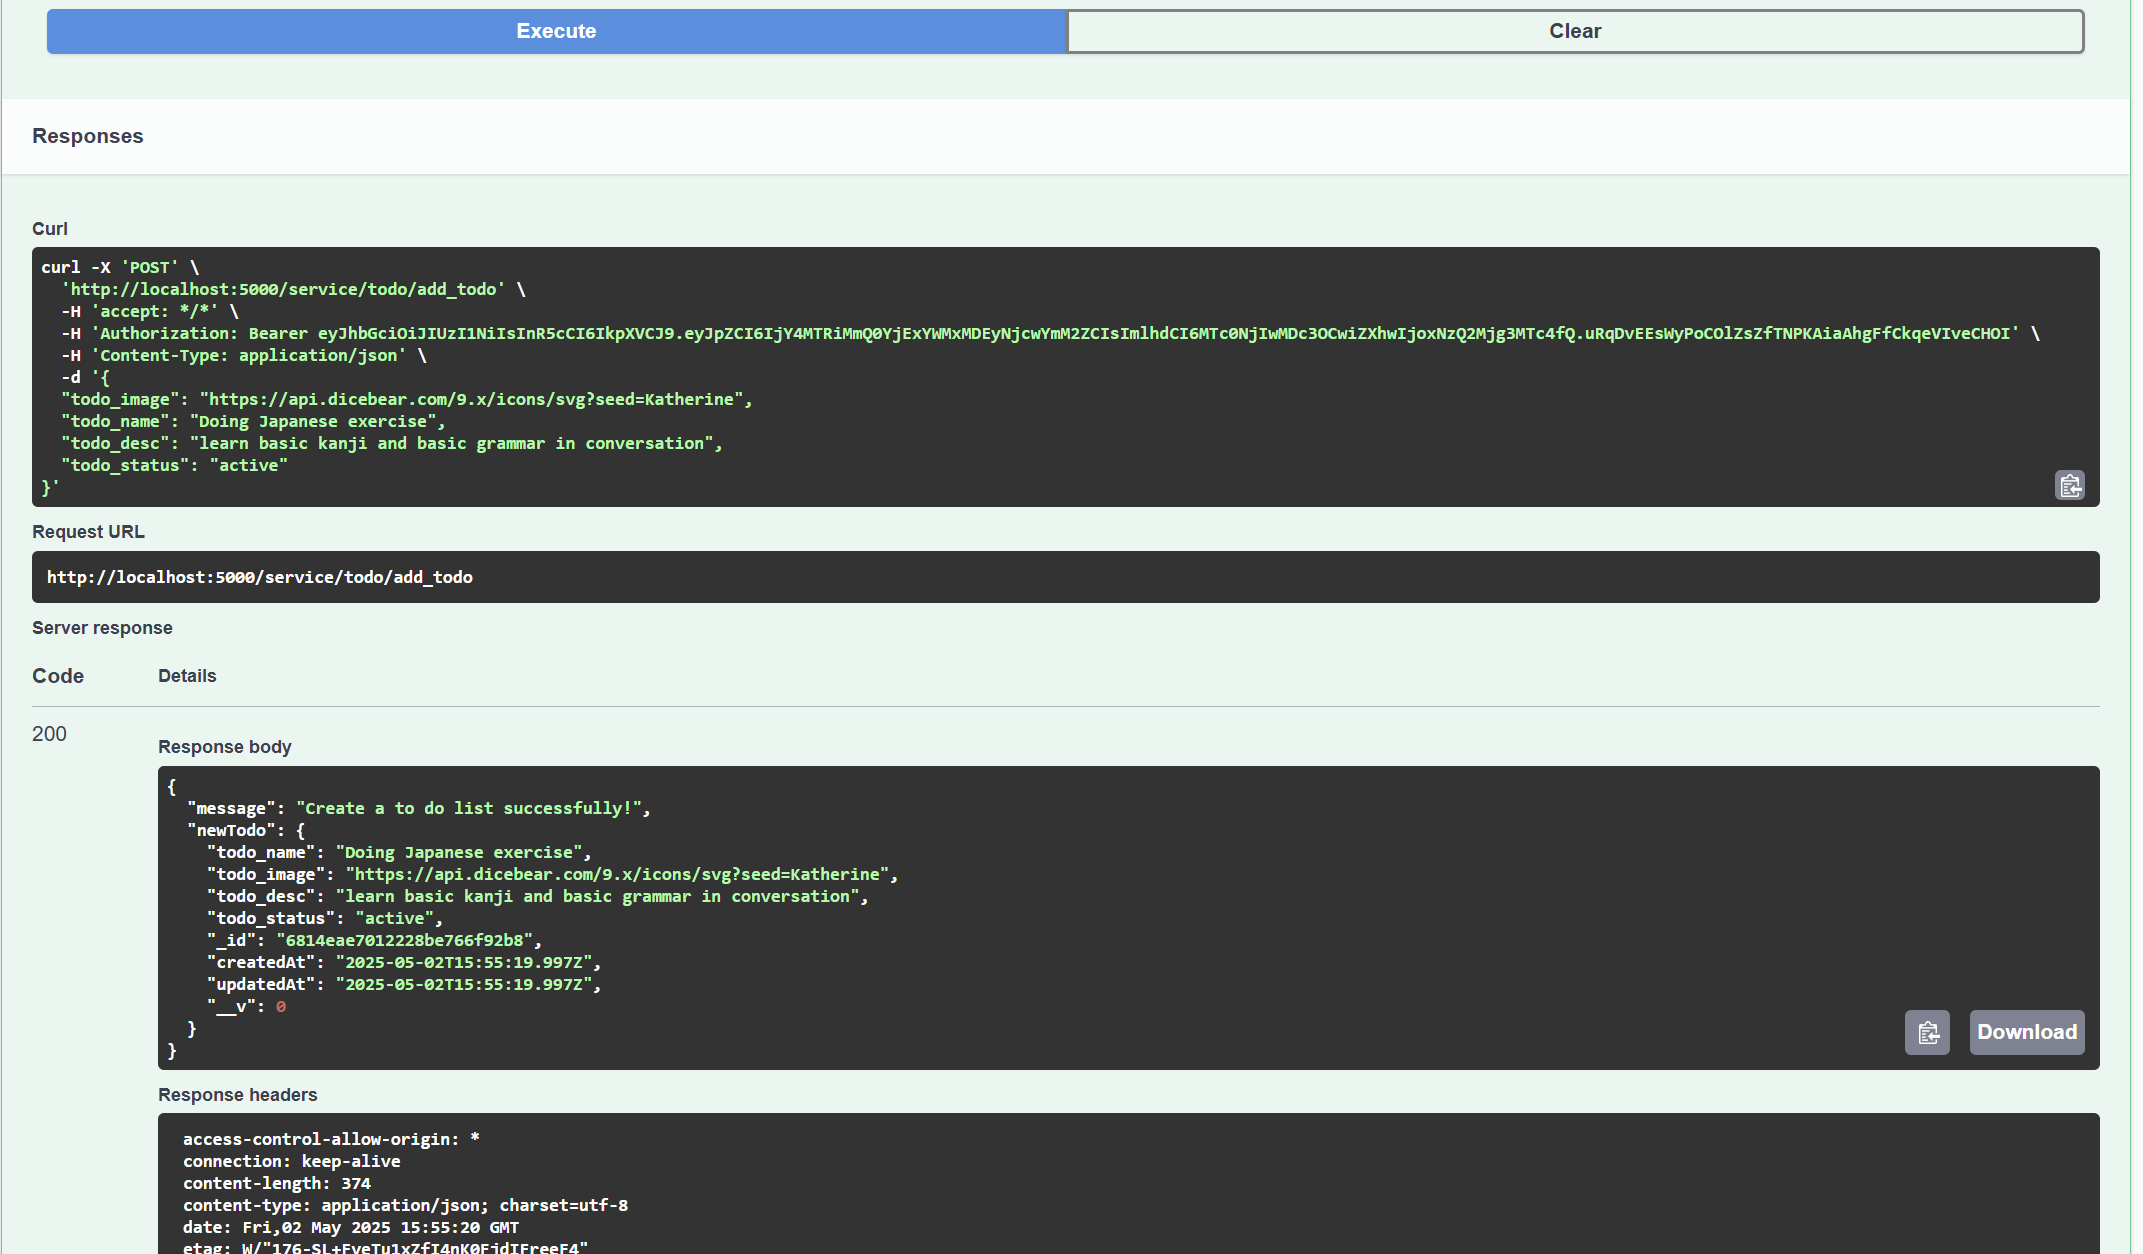 Execute
Clear
Responses
Curl
curl -X 'POST' \
'http://localhost:5000/service/todo/add_todo' \
-H 'accept: */*' \
-H 'Authorization: Bearer eyJhbGciOiJIUzI1NiIsInR5cCI6IkpXVCJ9.eyJpZCI6IjY4MTRiMmQ0YjExYWMxMDEyNjcwYmM2ZCIsImlhdCI6MTc0NjIwMDc3OCwiZXhwIjoxNzQ2Mjg3MTc4fQ.uRqDvEEsWyPoCOlZsZfTNPKAiaAhgFfCkqeVIveCHOI' \
-H 'Content-Type: application/json' \
-d '{
"todo_image": "https://api.dicebear.com/9.x/icons/svg?seed=Katherine",
"todo_name": "Doing Japanese exercise",
"todo_desc": "learn basic kanji and basic grammar in conversation",
"todo_status": "active"
}'
Request URL
http://localhost:5000/service/todo/add_todo
Server response
Code Details
200
Response body
{
"message": "Create a to do list successfully!",
"newTodo": {
"todo_name": "Doing Japanese exercise",
"todo_image": "https://api.dicebear.com/9.x/icons/svg?seed=Katherine",
"todo_desc": "learn basic kanji and basic grammar in conversation",
"todo_status": "active",
"_id": "6814eae7012228be766f92b8",
"createdAt": "2025-05-02T15:55:19.997Z",
"updatedAt": "2025-05-02T15:55:19.997Z",
"__v": 0
}
}
Download
Response headers
access-control-allow-origin: *
connection: keep-alive
content-length: 374
content-type: application/json; charset=utf-8
date: Fri,02 May 2025 15:55:20 GMT
etag: